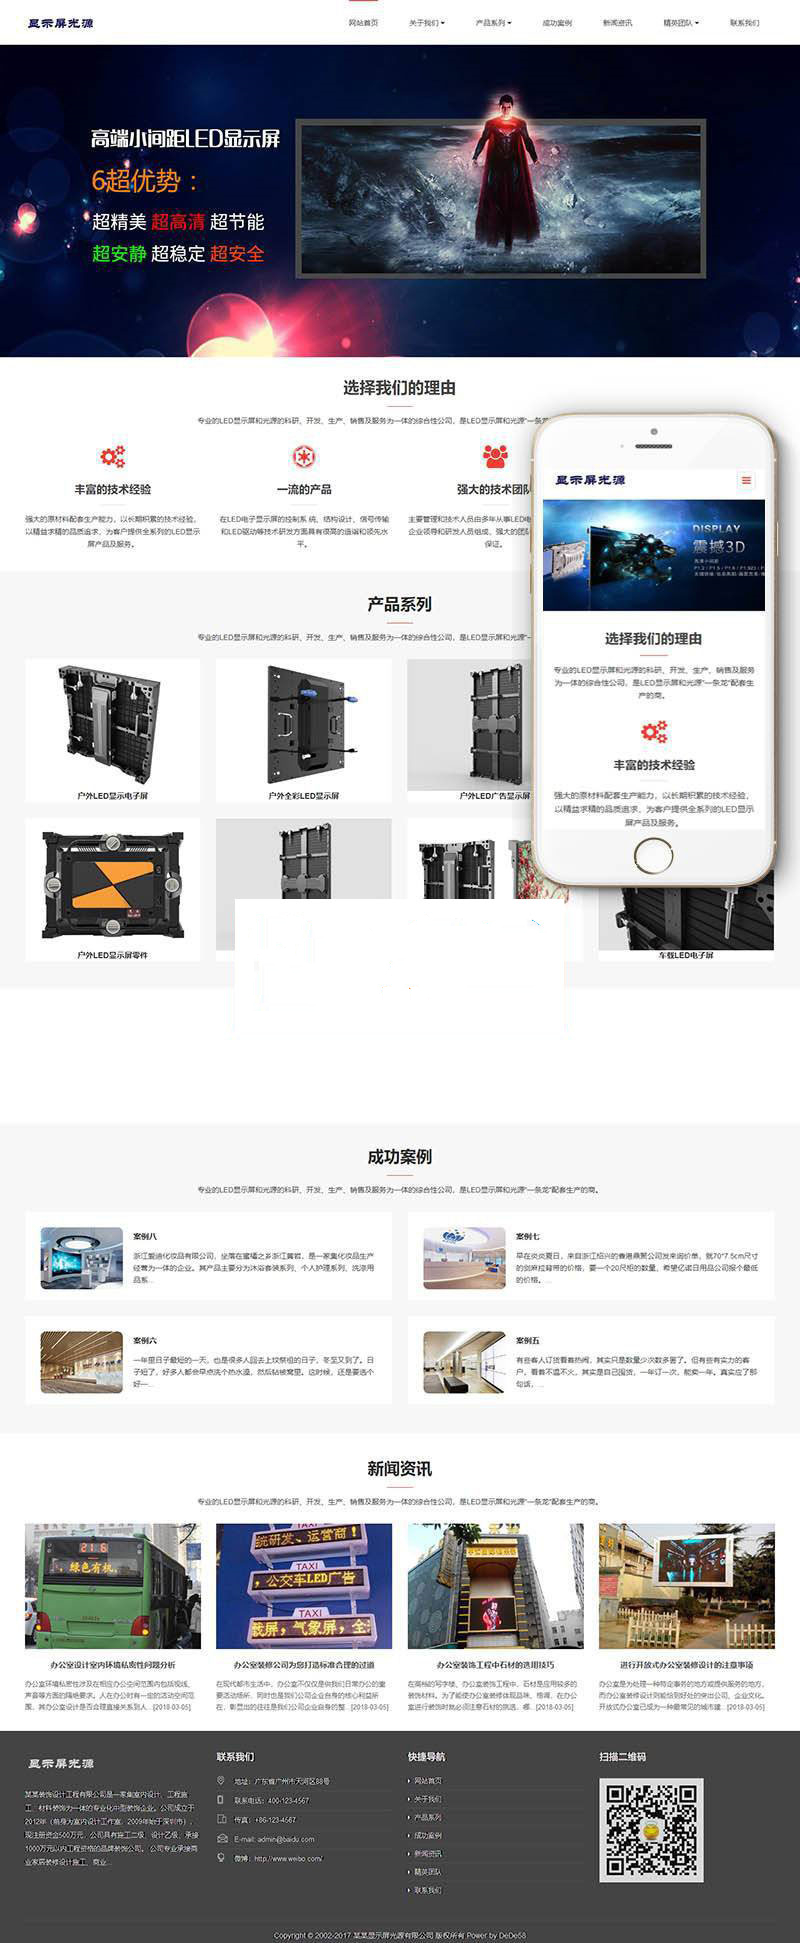 显示屏光源
网站首页 关于我们 产品系列 成功案例 新闻资讯 精英团队 联系我们
高端小间距LED显示屏
6超优势：
超精美 超高清 超节能
超安静 超稳定 超安全
选择我们的理由
专业的LED显示屏和光源的科研、开发、生产、销售及服务为一体的综合性公司，是LED显示屏和光源“一条龙
丰富的技术经验
强大的原材料配套生产能力，以长期积累的技术经验，
以精益求精的品质追求，为客户提供全系列的LED显示
屏产品及服务。
一流的产品
在LED电子显示屏的控制系统、结构设计、信号传输
和LED驱动等技术研发方面具有很高的造诣和领先水
平。
强大的技术团队
主要管理和技术人员由多年从事LED电
企业领导和研发人员组成，强大的团队
保证。
显示屏光源
DISPLAY
震撼3D
选择我们的理由
专业的LED显示屏和光源的科研、开发、生产、销售及服务
为一体的综合性公司，是LED显示屏和光源“一条龙”配套生
产的商。
丰富的技术经验
强大的原材料配套生产能力，以长期积累的技术经验，
以精益求精的品质追求，为客户提供全系列的LED显示
屏产品及服务。
产品系列
专业的LED显示屏和光源的科研、开发、生产、销售及服务为一体的综合性公司，是LED显示屏和光源“一
户外LED显示电子屏
户外全彩LED显示屏
户外LED广告显示屏
户外LED显示屏零件
车载LED电子屏
成功案例
专业的LED显示屏和光源的科研、开发、生产、销售及服务为一体的综合性公司，是LED显示屏和光源“一条龙”配套生产的商。
案例八
浙江爱迪化妆品有限公司，坐落在蜜橘之乡浙江黄岩，是一家集化妆品生产
经营为一体的企业。其产品主要分为沐浴套装系列、个人护理系列、洗涤用
品系...
案例七
早在炎炎夏日，来自浙江绍兴的香港鼎聚公司发来询价单，就70*7.5cm尺寸
的剑麻拉背带的价格，要一个20尺柜的数量，希望亿诺日用品公司报个最低
的价格。...
案例六
一年里日子最短的一天，也是很多人回去上坟祭祖的日子，冬至又到了。日
子短了，好多人都会早点洗个热水澡，然后钻被窝里。这时候，还是要选个
好一...
案例五
有些客人订货看着热闹，其实只是数量少次数多罢了。但有些有实力的客
户，看着不温不火，其实是自己囤货，一年订一次，能卖一年。真实应了那
句话，...
新闻资讯
专业的LED显示屏和光源的科研、开发、生产、销售及服务为一体的综合性公司，是LED显示屏和光源“一条龙”配套生产的商。
216
绿色有机
院研发、运营商！
TAXI
，公交车LED广告
TAXI
载屏，气象屏，全
办公室设计室内环境私密性问题分析
办公室环境私密性涉及在相应办公空间范围内包括视线、
声音等方面的隔绝要求。人在办公时有一定的活动空间范
围，其办公室设计是否合理直接关系到人...[2018-03-05]
办公室装修公司为您打造标准合理的过道
在现代都市生活中，办公室不仅仅是供我们日常办公的重
要活动场所，同时也是我们公司企业自身的核心利益所
在，彰显出的往往是我们公司企业自身的整...[2018-03-05]
办公室装饰工程中石材的选用技巧
在高档的写字楼、办公室装饰工程中，石材是应用较多的
装饰材料。为了能使办公室装修体现品味、格调，在办公
室进行装饰时就必须注意石材的挑选，哪...[2018-03-05]
进行开放式办公室装修设计的注意事项
办公室是为处理一种特定事务的地方或提供服务的地方，
而办公室装修设计则能恰到好处的突出公司、企业文化。
开放式办公室已成为一种最常见的城市建...[2018-03-05]
显示屏光源
某某装饰设计工程有限公司是一家集室内设计、工程施
工、材料装饰为一体的专业化中型装饰企业。公司成立于
2012年（前身为室内设计工作室，2009年始于深圳市），
现注册资金500万元，公司具有施工二级、设计乙级、承接
1000万元以内工程资格的品牌装饰公司。 公司专业承接商
业家居装修设计施工、商业...
联系我们
地址：广东省广州市天河区88号
联系电话：400-123-4567
传真：+86-123-4567
E-mail: admin@baidu.com
微博：http://www.weibo.com/
快捷导航
网站首页
关于我们
产品系列
成功案例
新闻资讯
精英团队
联系我们
扫描二维码
Copyright © 2002-2017 某某显示屏光源有限公司 版权所有 Power by DeDe58